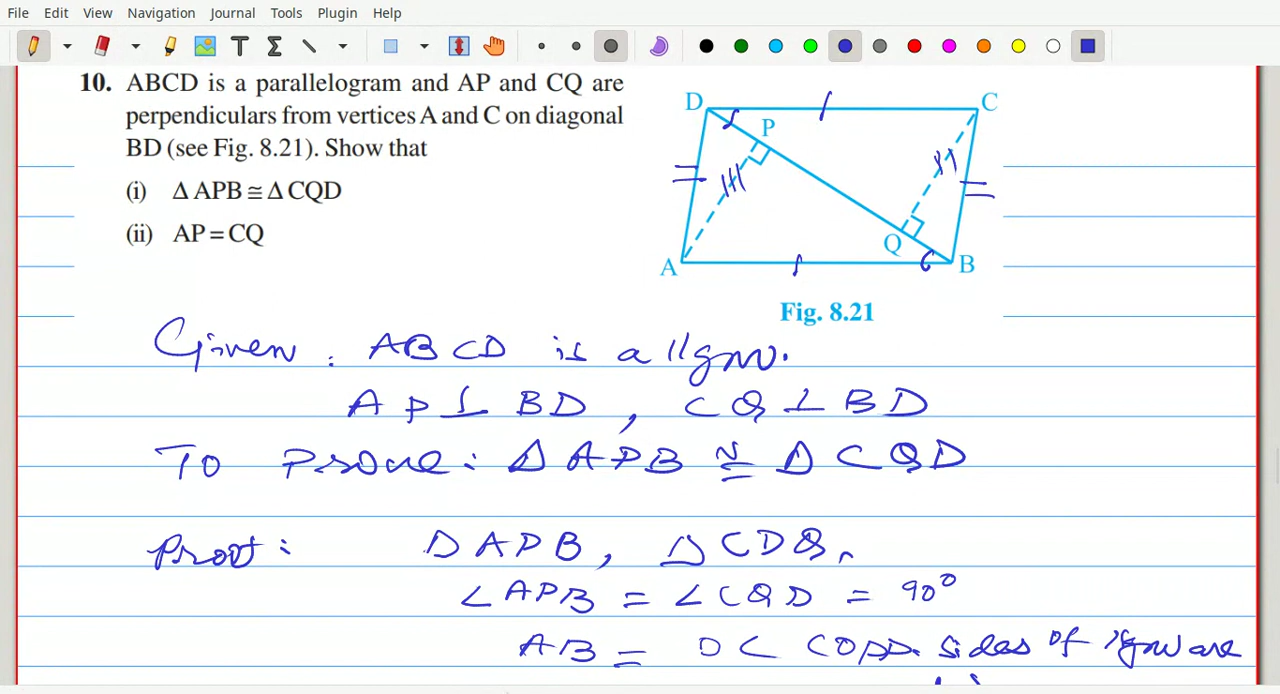 File Edit View Navigation Journal Tools Plugin Help
10. ABCD is a parallelogram and AP and CQ are
perpendiculars from vertices A and C on diagonal
BD (see Fig. 8.21). Show that
(i) Δ APB ≅ Δ CQD
(ii) AP = CQ
D
C
P
Q
A
B
Fig. 8.21
Given : ABCD is a ||gm.
AP ⊥ BD , CQ ⊥ BD
To Prove : Δ APB ≅ Δ CQD
Proof : Δ APB, Δ CDQ,
∠APB = ∠CQD = 90°
AB = DC (opp. sides of ||gm are